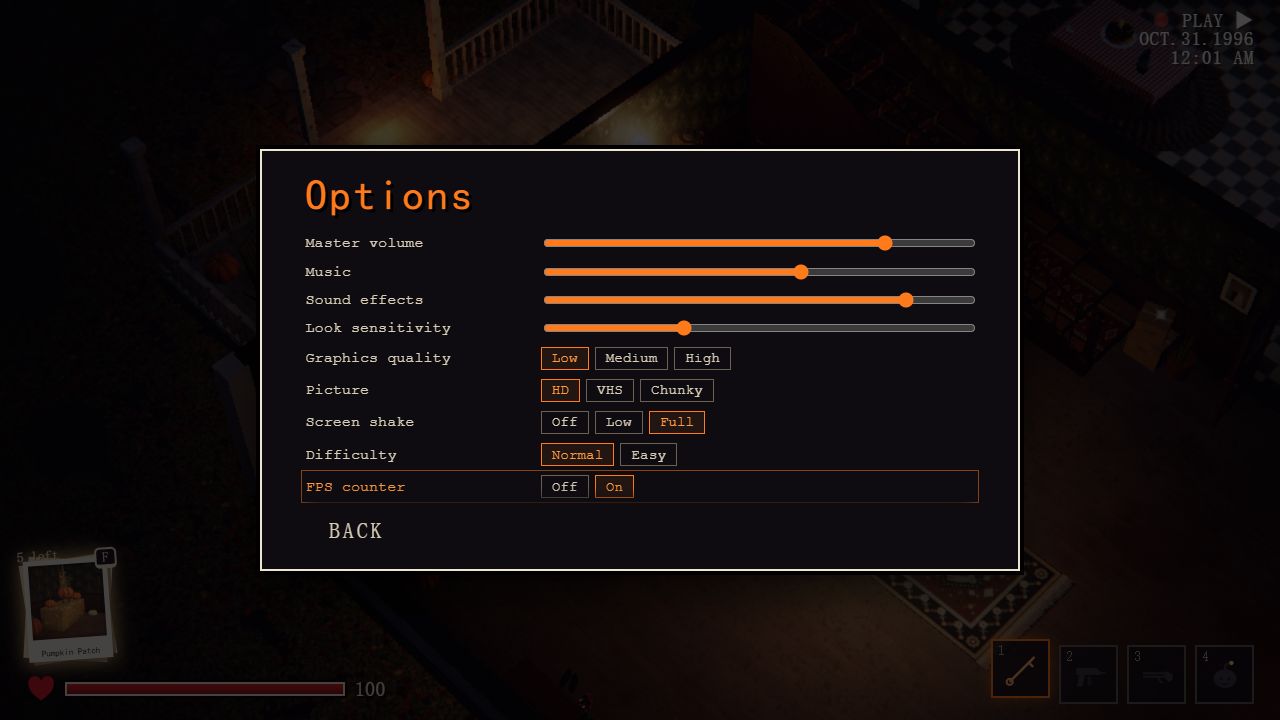 PLAY
OCT.31.1996
12:01 AM
Options
Master volume
Music
Sound effects
Look sensitivity
Graphics quality Low Medium High
Picture HD VHS Chunky
Screen shake Off Low Full
Difficulty Normal Easy
FPS counter Off On
BACK
5 left
F
Pumpkin Patch
100
1 2 3 4